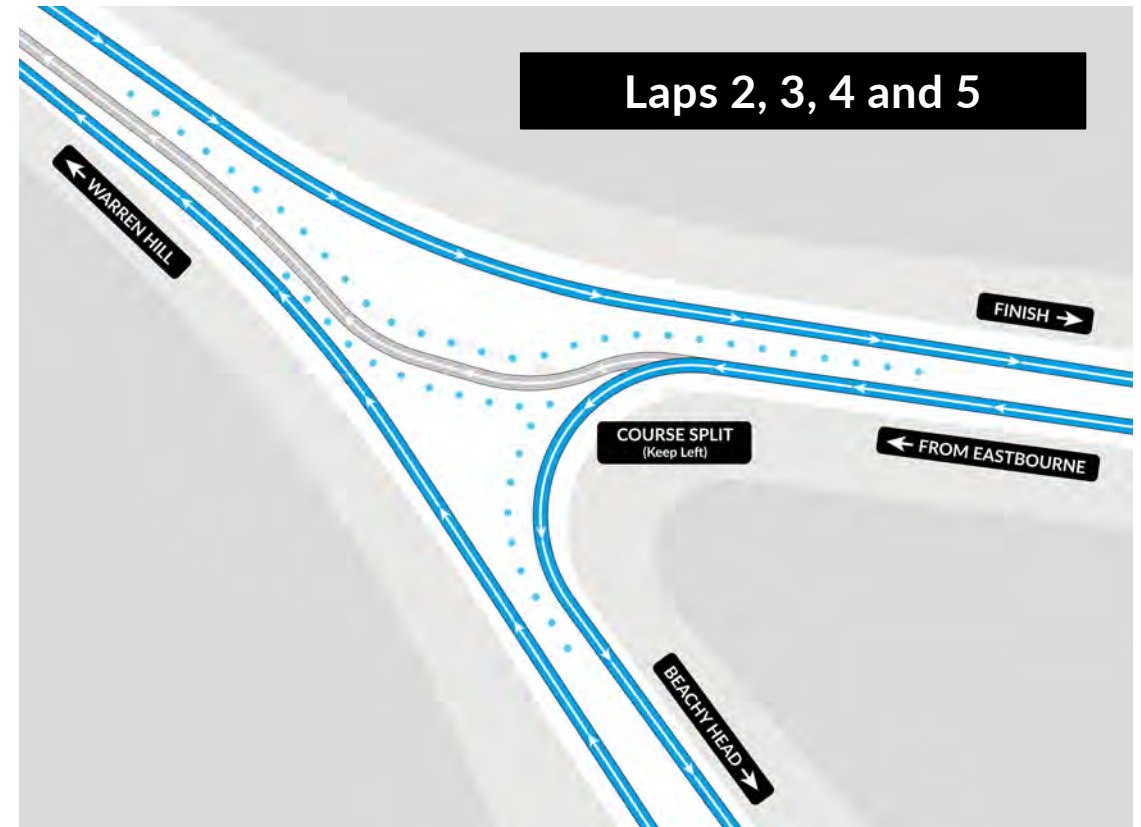 Laps 2, 3, 4 and 5
WARREN HILL
FINISH
COURSE SPLIT
(Keep Left)
FROM EASTBOURNE
BEACHY HEAD